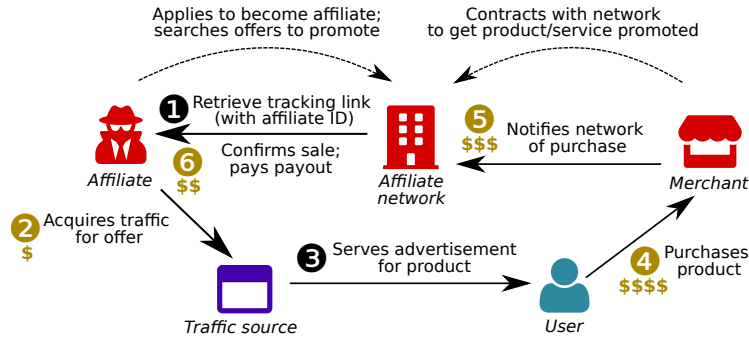 Applies to become affiliate;
searches offers to promote
Contracts with network
to get product/service promoted
1 Retrieve tracking link
(with affiliate ID)
Confirms sale;
pays payout
6
$$
5
$$$
Notifies network
of purchase
Affiliate
Affiliate
network
Merchant
2 Acquires traffic
for offer
$
3 Serves advertisement
for product
4 Purchases
product
$$$$
Traffic source
User